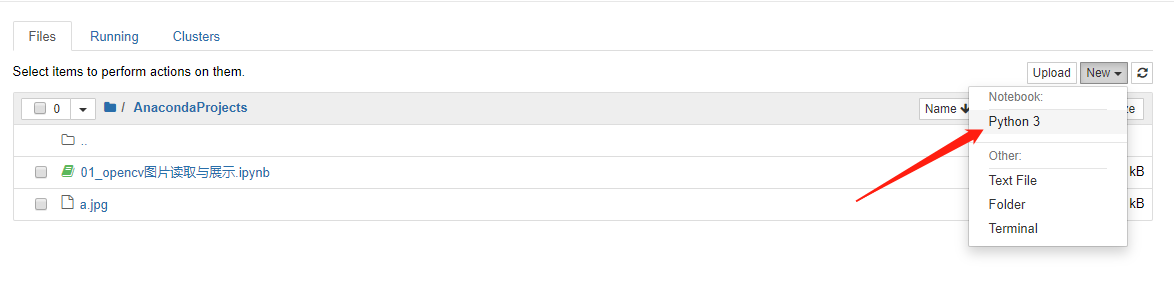 Files Running Clusters
Select items to perform actions on them.
Upload New
0 / AnacondaProjects Name ze
Notebook:
Python 3
..
Other:
01_opencv图片读取与展示.ipynb kB
Text File
a.jpg kB
Folder
Terminal